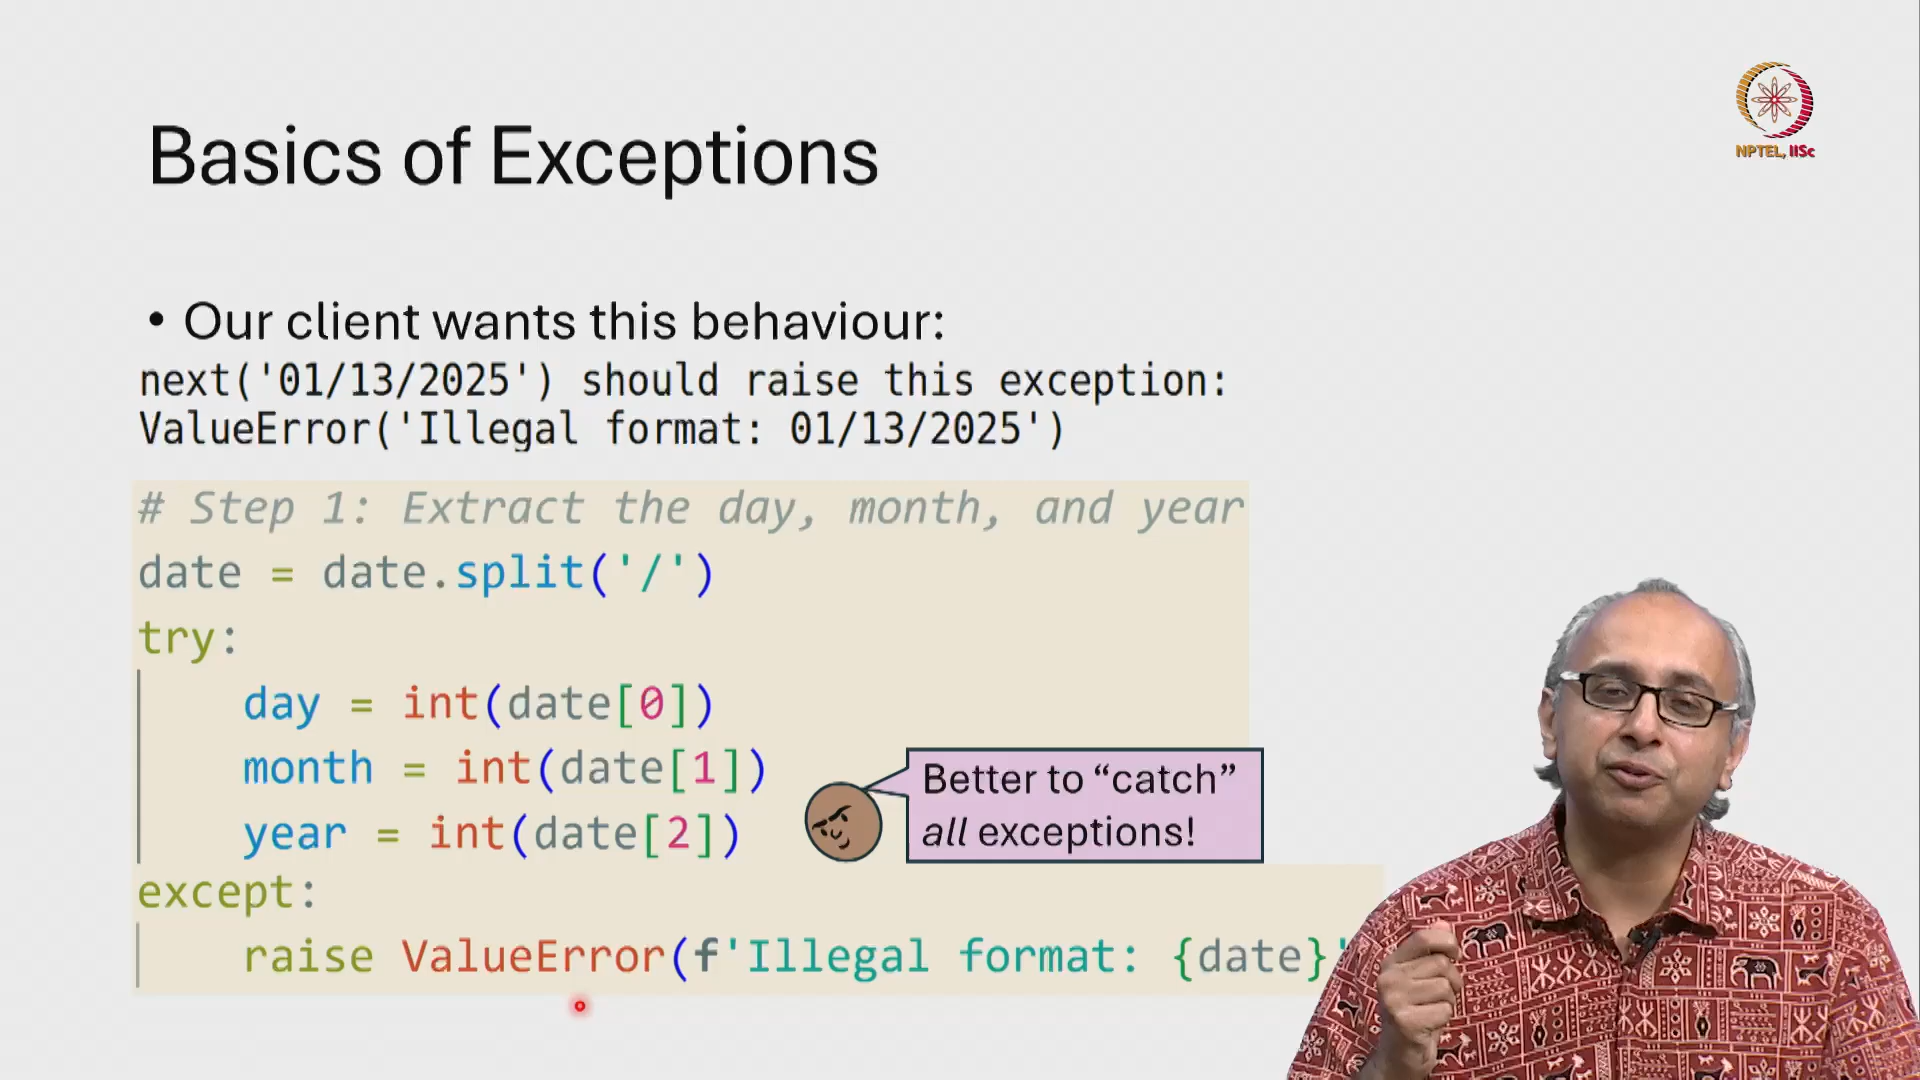 NPTEL, IISc
Basics of Exceptions
• Our client wants this behaviour:
next('01/13/2025') should raise this exception:
ValueError('Illegal format: 01/13/2025')
# Step 1: Extract the day, month, and year
date = date.split('/')
try:
day = int(date[0])
month = int(date[1])
year = int(date[2])
Better to “catch”
all exceptions!
except:
raise ValueError(f'Illegal format: {date}'